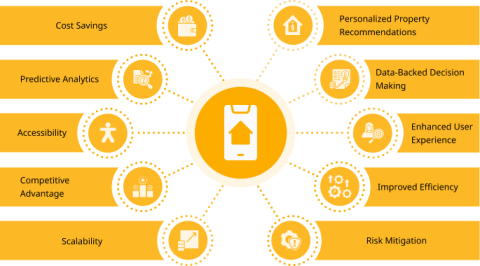 Cost Savings
Predictive Analytics
Accessibility
Competitive
Advantage
Scalability
Personalized Property
Recommendations
Data-Backed Decision
Making
Enhanced User
Experience
Improved Efficiency
Risk Mitigation